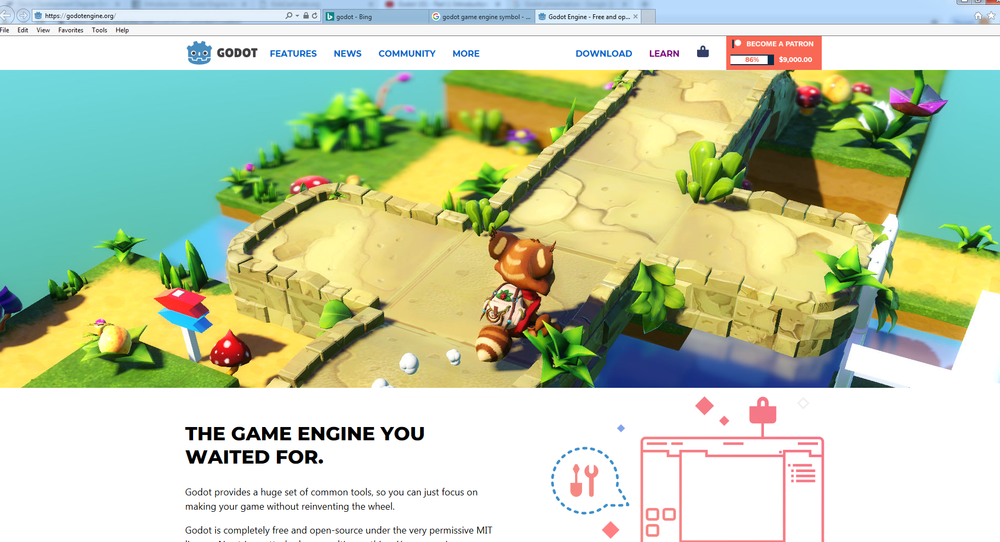 https://godotengine.org/
godot - Bing
godot game engine symbol - ...
Godot Engine - Free and op...
File Edit View Favorites Tools Help
GODOT FEATURES NEWS COMMUNITY MORE DOWNLOAD LEARN
BECOME A PATRON
86% $9,000.00
THE GAME ENGINE YOU
WAITED FOR.
Godot provides a huge set of common tools, so you can just focus on
making your game without reinventing the wheel.
Godot is completely free and open-source under the very permissive MIT